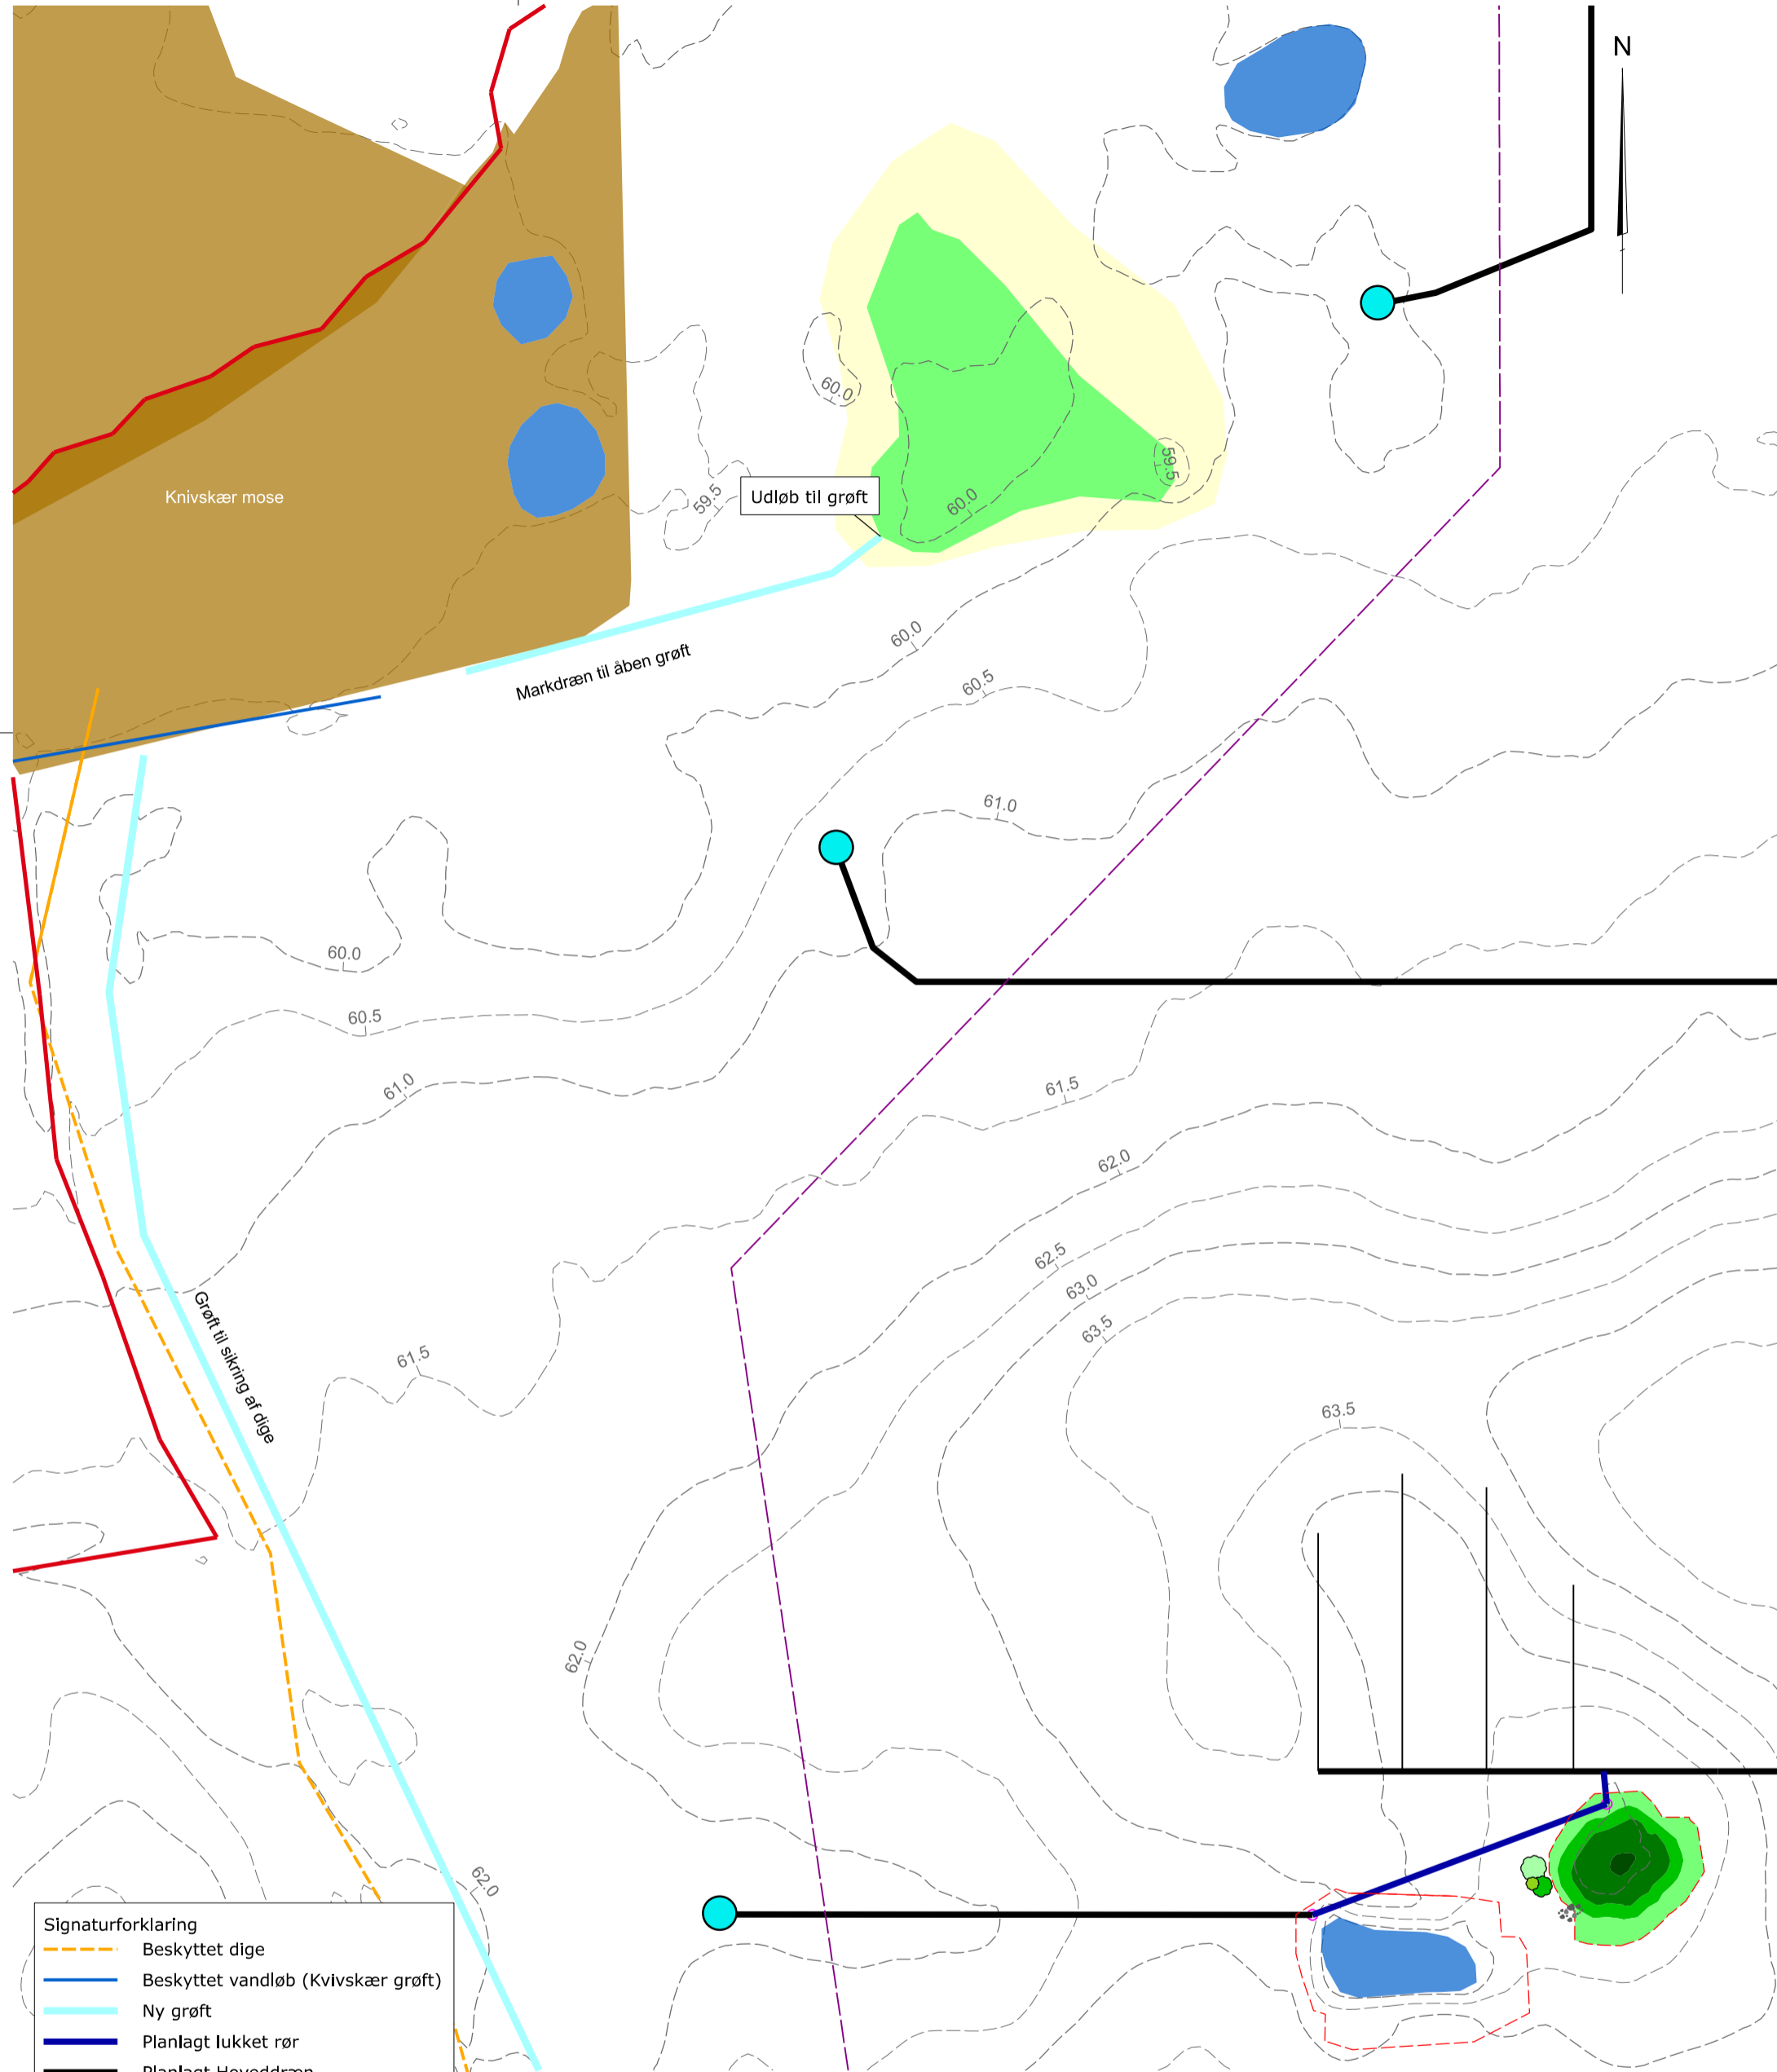 N
60.0
59.5
Knivskær mose
59.5
Udløb til grøft
60.0
60.0
Markdræn til åben grøft
60.5
61.0
60.0
60.5
61.0
61.5
62.0
62.5
63.0
63.5
Grøft til sikring af dige
61.5
63.5
62.0
62.0
Signaturforklaring
Beskyttet dige
Beskyttet vandløb (Kvivskær grøft)
Ny grøft
Planlagt lukket rør
Planlagt Hoveddræn